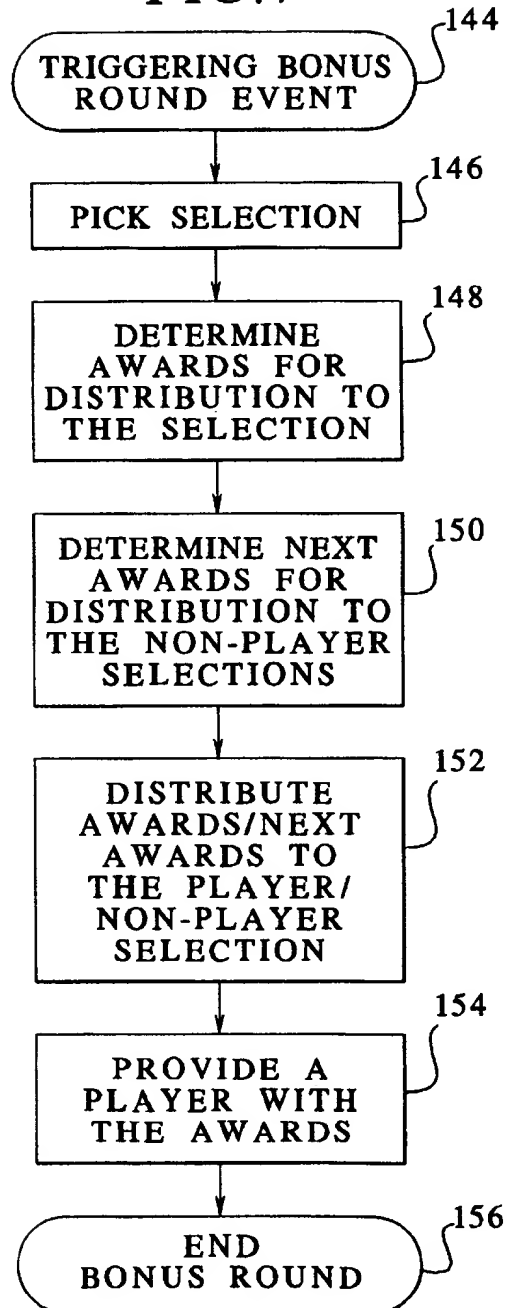 144
TRIGGERING BONUS
ROUND EVENT
146
PICK SELECTION
148
DETERMINE
AWARDS FOR
DISTRIBUTION TO
THE SELECTION
150
DETERMINE NEXT
AWARDS FOR
DISTRIBUTION TO
THE NON-PLAYER
SELECTIONS
152
DISTRIBUTE
AWARDS/NEXT
AWARDS TO
THE PLAYER/
NON-PLAYER
SELECTION
154
PROVIDE A
PLAYER WITH
THE AWARDS
156
END
BONUS ROUND